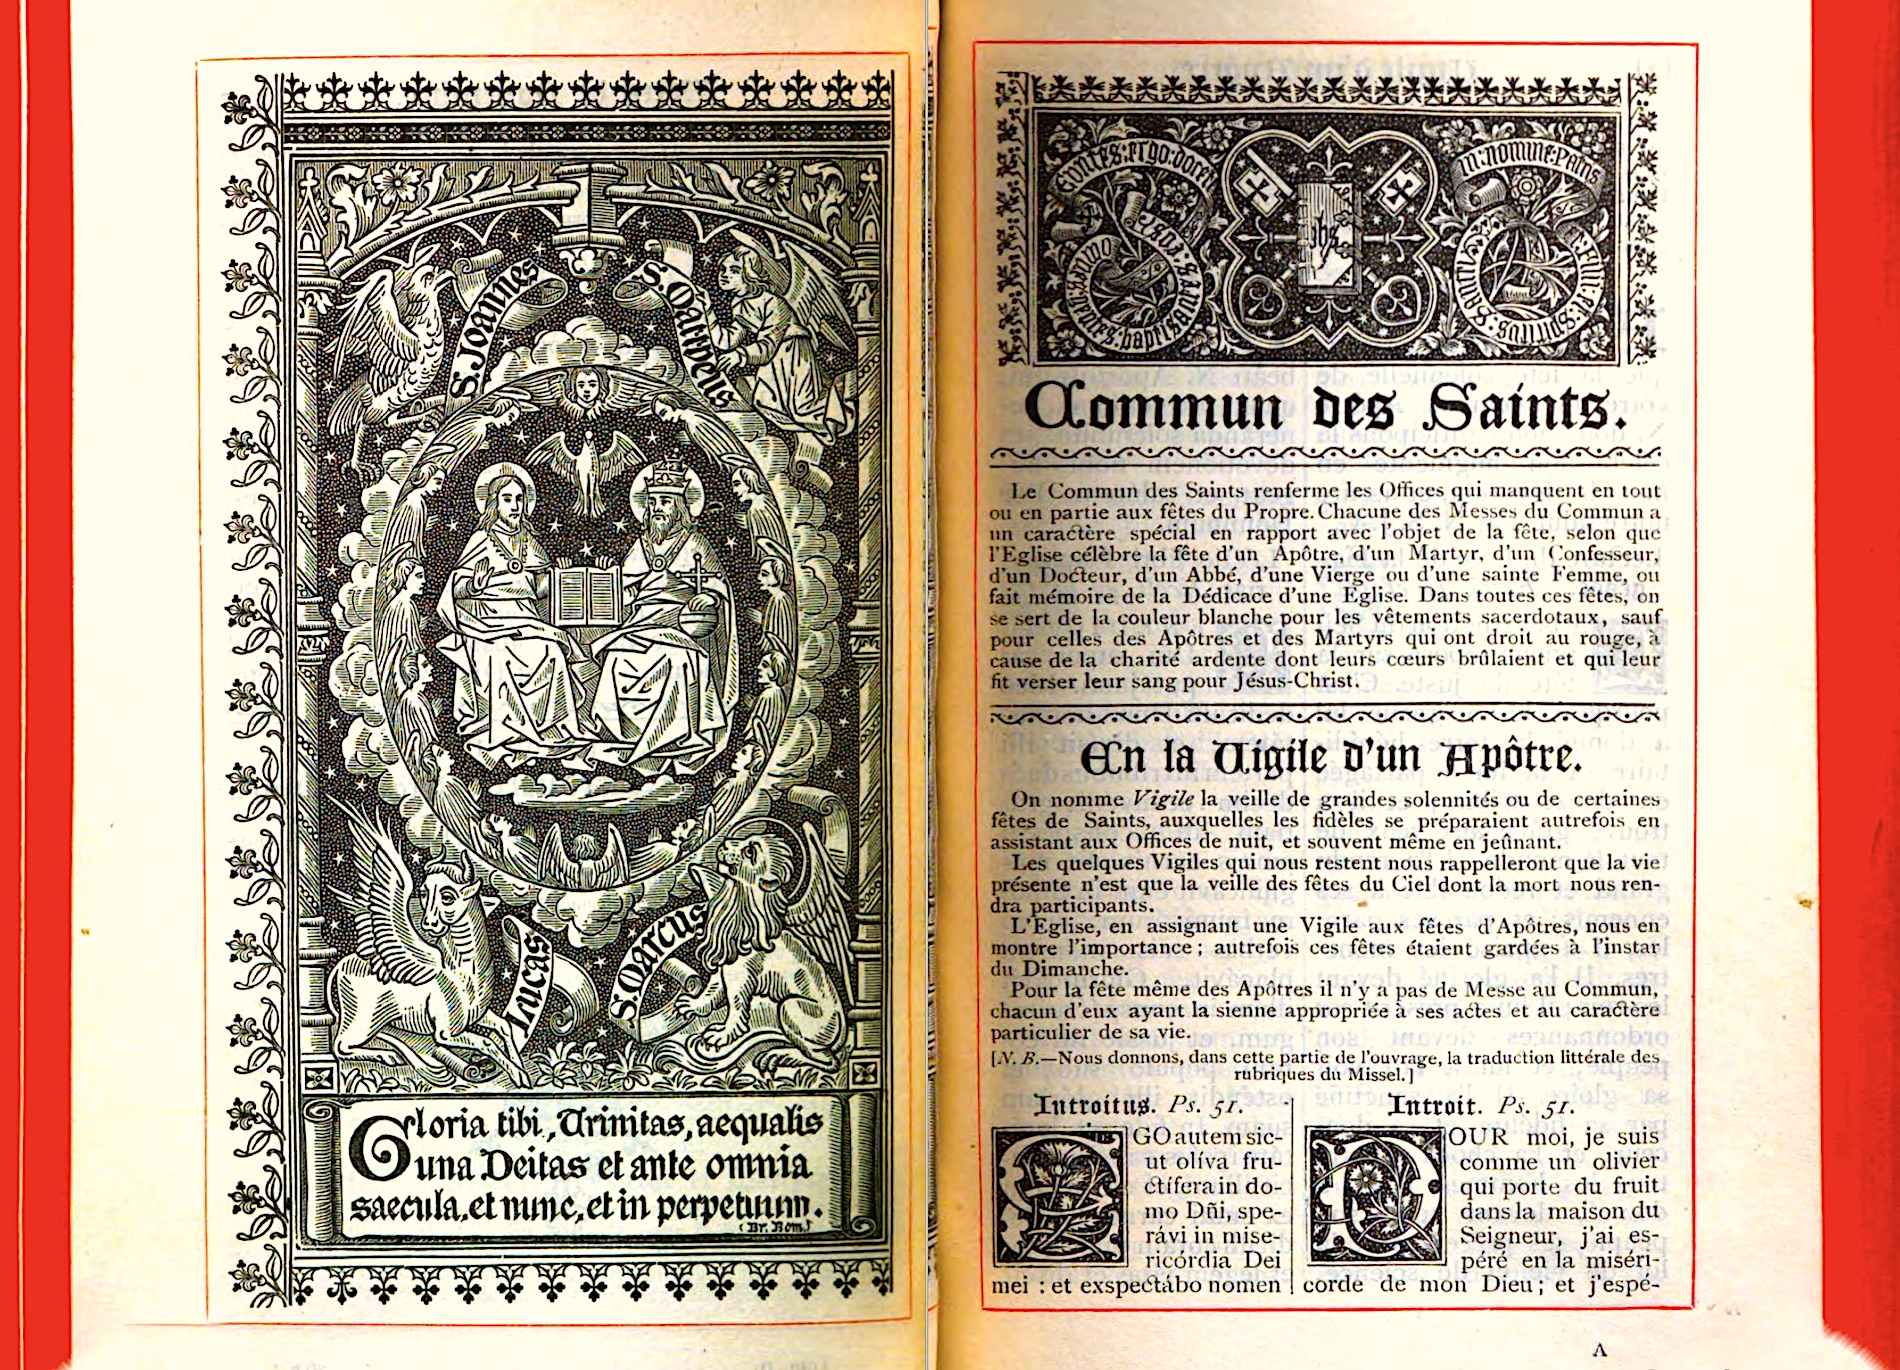 S. Joannes
S. Mattheus
Lucas
S. Marcus
Gloria tibi, Trinitas, aequalis
una Deitas et ante omnia
saecula, et nunc, et in perpetuum.
(Br. Rom.)
Euntes: ergo: docete
omnes: gentes: baptizantes: eos:
ihs
in: nomine: Patris
et: Filii: et: Spiritus: Sancti:
Commun des Saints.
Le Commun des Saints renferme les Offices qui manquent en tout
ou en partie aux fêtes du Propre. Chacune des Messes du Commun a
un caractère spécial en rapport avec l'objet de la fête, selon que
l'Eglise célèbre la fête d'un Apôtre, d'un Martyr, d'un Confesseur,
d'un Docteur, d'un Abbé, d'une Vierge ou d'une sainte Femme, ou
fait mémoire de la Dédicace d'une Eglise. Dans toutes ces fêtes, on
se sert de la couleur blanche pour les vêtements sacerdotaux, sauf
pour celles des Apôtres et des Martyrs qui ont droit au rouge, à
cause de la charité ardente dont leurs cœurs brûlaient et qui leur
fit verser leur sang pour Jésus-Christ.
En la Vigile d'un Apôtre.
On nomme Vigile la veille de grandes solennités ou de certaines
fêtes de Saints, auxquelles les fidèles se préparaient autrefois en
assistant aux Offices de nuit, et souvent même en jeûnant.
Les quelques Vigiles qui nous restent nous rappelleront que la vie
présente n'est que la veille des fêtes du Ciel dont la mort nous ren-
dra participants.
L'Eglise, en assignant une Vigile aux fêtes d'Apôtres, nous en
montre l'importance ; autrefois ces fêtes étaient gardées à l'instar
du Dimanche.
Pour la fête même des Apôtres il n'y a pas de Messe au Commun,
chacun d'eux ayant la sienne appropriée à ses actes et au caractère
particulier de sa vie.
[N. B.—Nous donnons, dans cette partie de l'ouvrage, la traduction littérale des
rubriques du Missel.]
Introitus. Ps. 51.
EGO autem sic-
ut olíva fru-
ctífera in do-
mo Dñi, spe-
rávi in mise-
ricórdia Dei
mei : et exspectábo nomen
Introit. Ps. 51.
POUR moi, je suis
comme un olivier
qui porte du fruit
dans la maison du
Seigneur, j'ai es-
péré en la miséri-
corde de mon Dieu ; et j'espé-
A